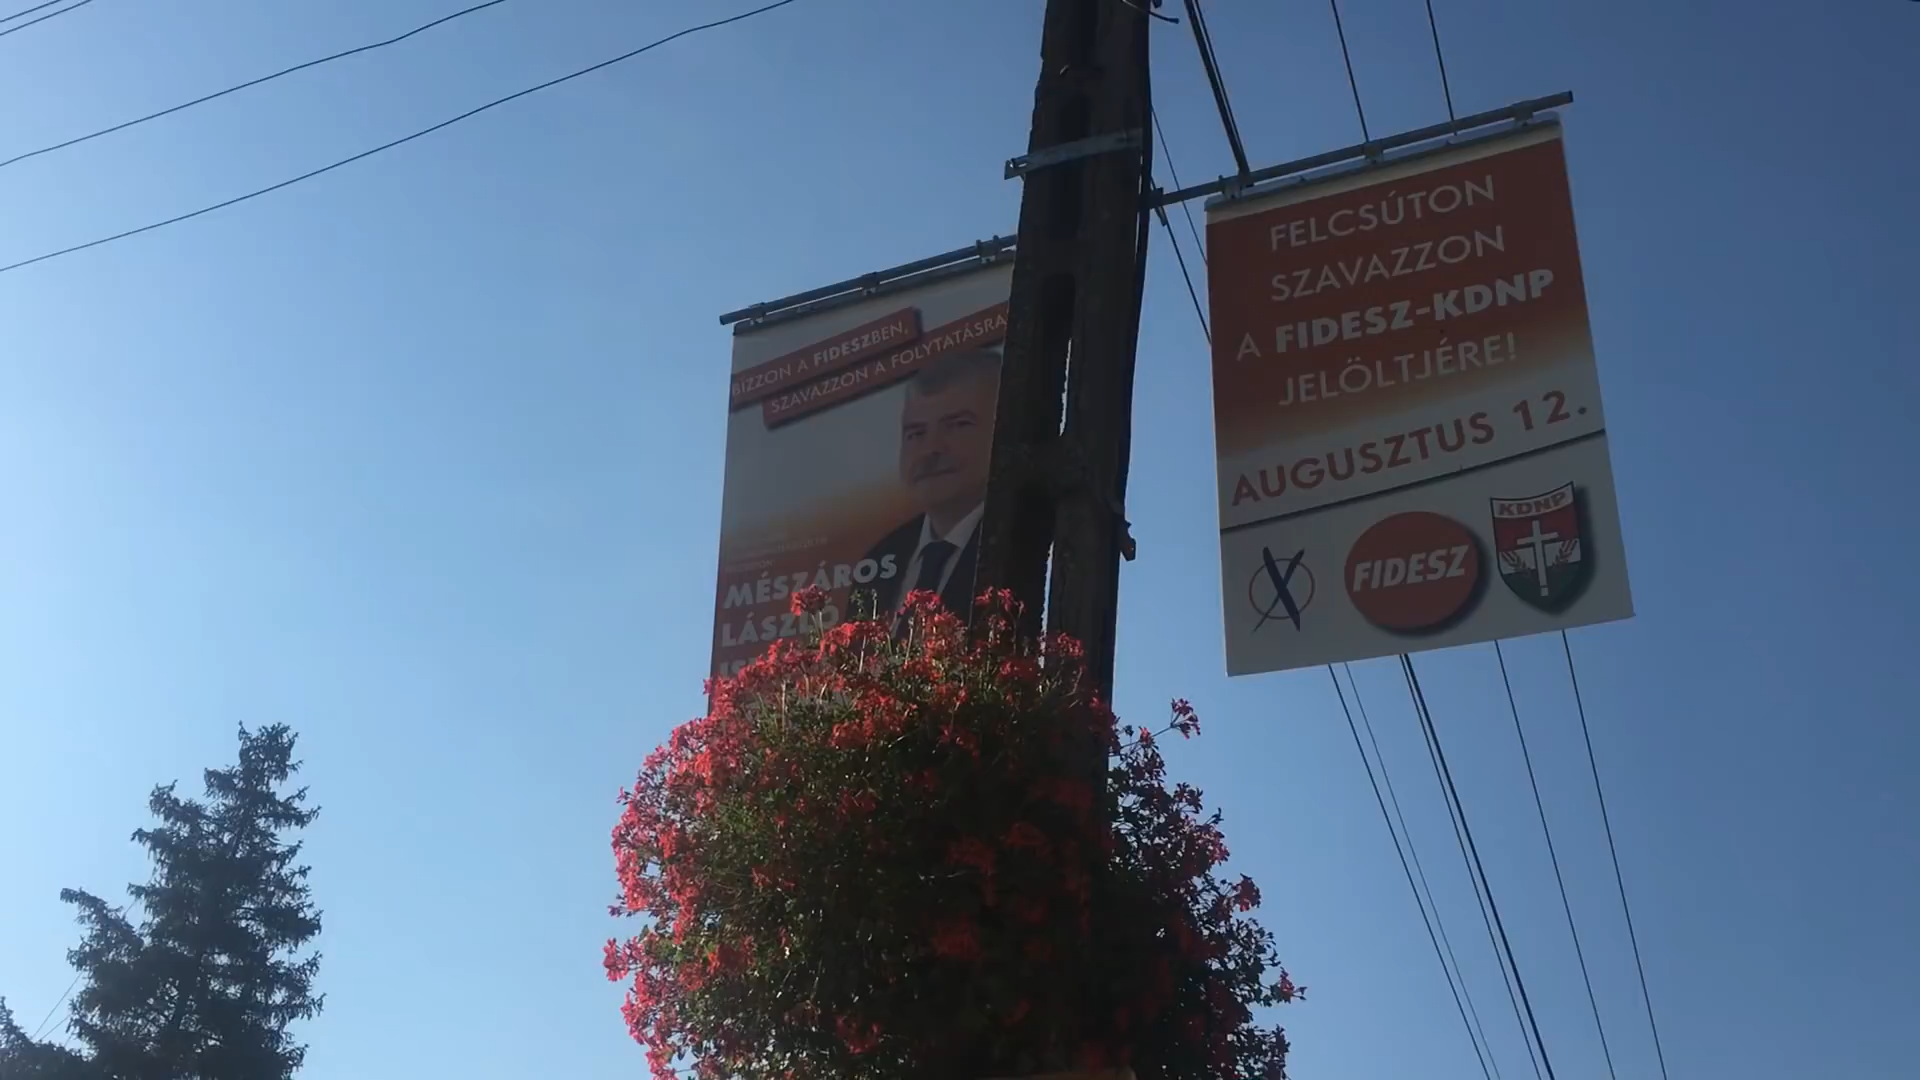 BÍZZON A FIDESZBEN,
SZAVAZZON A FOLYTATÁSRA
MÉSZÁROS
LÁSZLÓ
FELCSÚTON
SZAVAZZON
A FIDESZ-KDNP
JELÖLTJÉRE!
AUGUSZTUS 12.
FIDESZ
KDNP